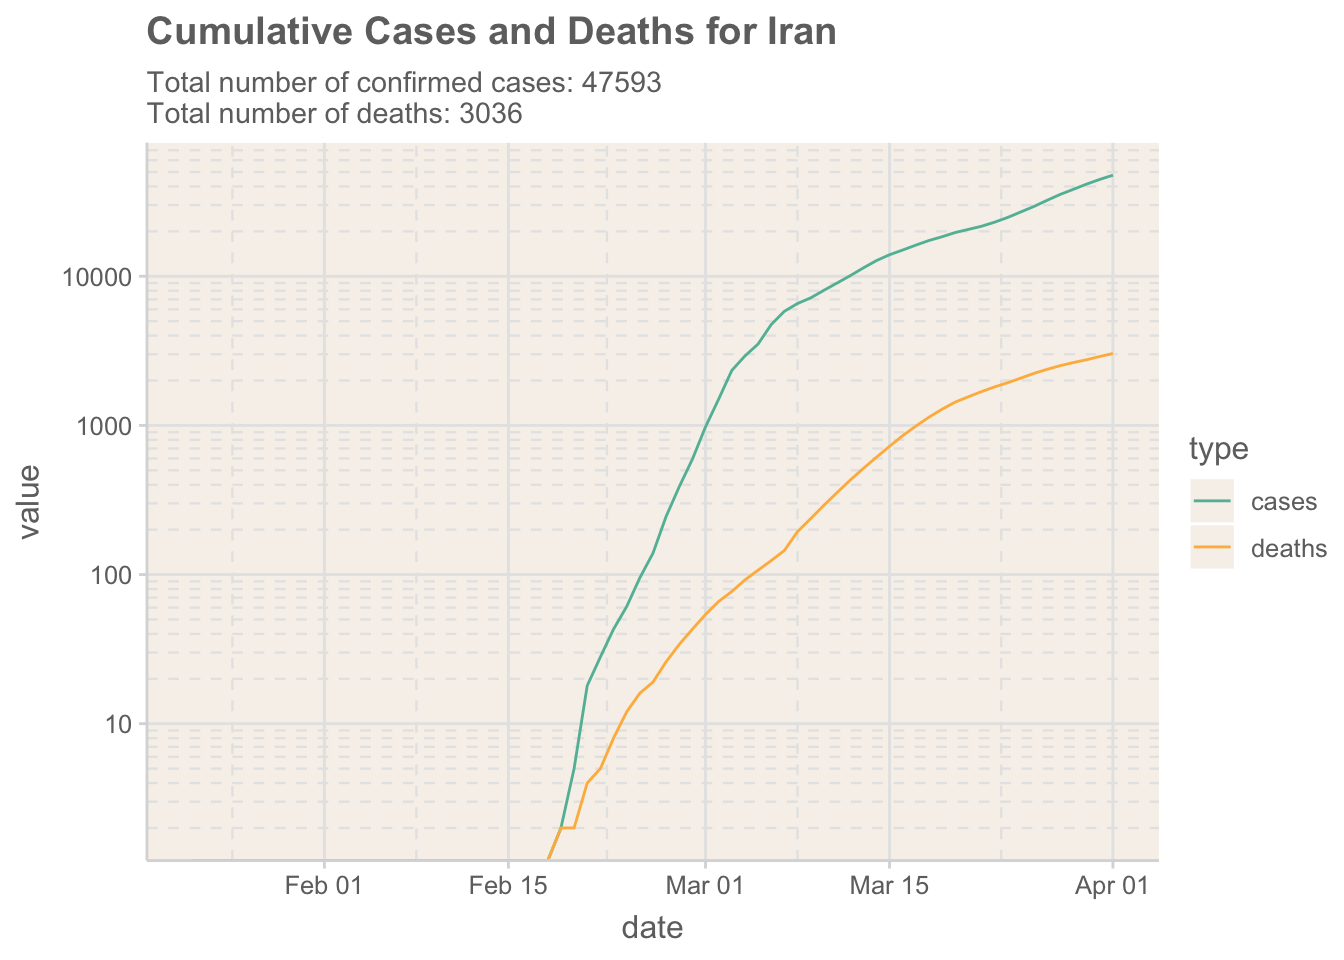 Cumulative Cases and Deaths for Iran
Total number of confirmed cases: 47593
Total number of deaths: 3036
10000
1000
100
10
value
Feb 01
Feb 15
Mar 01
Mar 15
Apr 01
date
type
cases
deaths